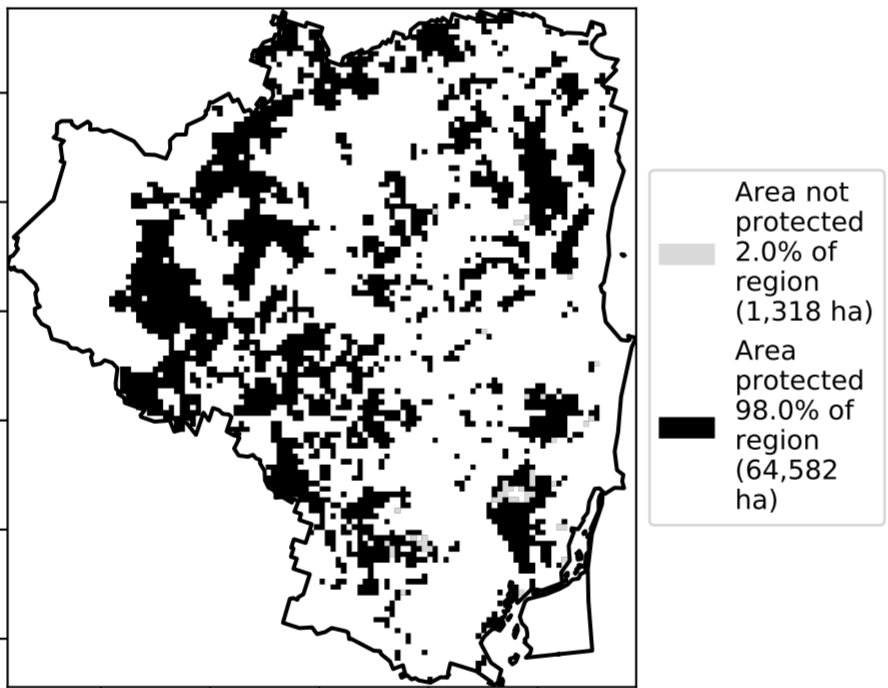 Area not
protected
2.0% of
region
(1,318 ha)
Area
protected
98.0% of
region
(64,582
ha)